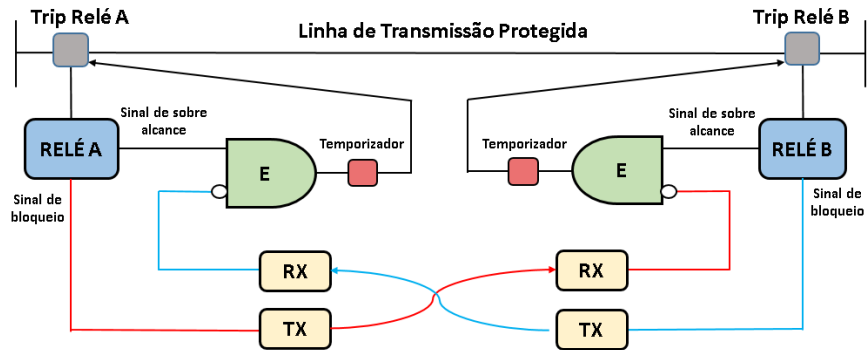 Trip Relé A
Linha de Transmissão Protegida
Trip Relé B
RELÉ A
Sinal de sobre
alcance
E
Temporizador
Sinal de
bloqueio
Temporizador
E
Sinal de sobre
alcance
RELÉ B
Sinal de
bloqueio
RX
RX
TX
TX